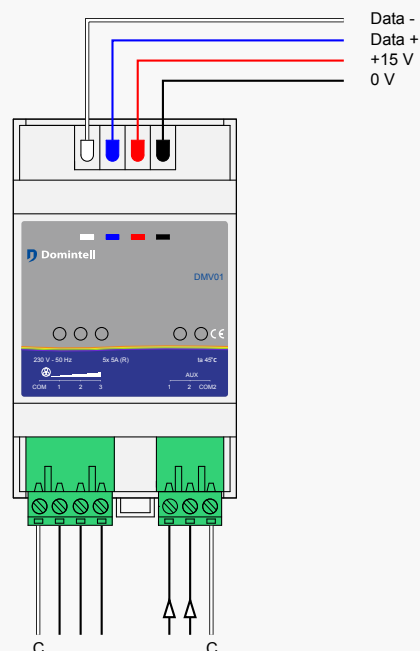 Data -
Data +
+15 V
0 V
Domintell
DMV01
CE
230 V - 50 Hz 5x 5A (R) ta 45°c
AUX
COM 1 2 3 1 2 COM2
C C